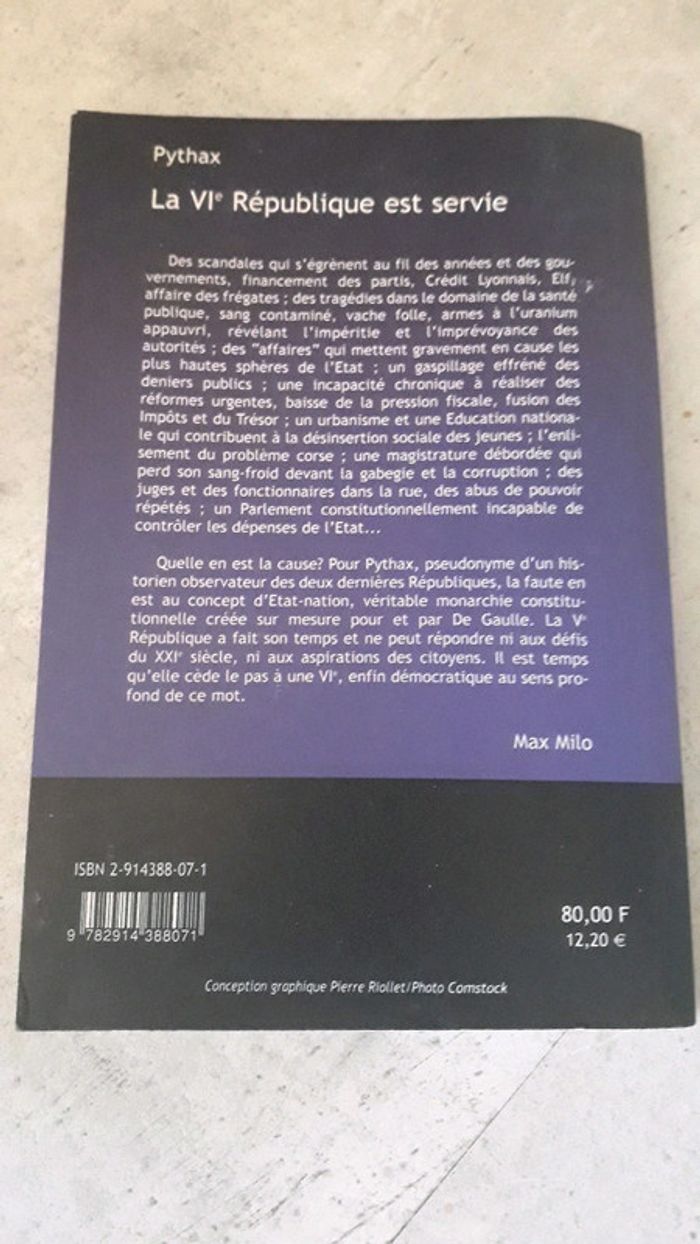 Pythax
La VIe République est servie
Des scandales qui s'égrènent au fil des années et des gou-
vernements, financement des partis, Crédit Lyonnais, Elf,
affaire des frégates ; des tragédies dans le domaine de la santé
publique, sang contaminé, vache folle, armes à l'uranium
appauvri, révélant l'impéritie et l'imprévoyance des
autorités ; des "affaires" qui mettent gravement en cause les
plus hautes sphères de l'Etat ; un gaspillage effréné des
deniers publics ; une incapacité chronique à réaliser des
réformes urgentes, baisse de la pression fiscale, fusion des
Impôts et du Trésor ; un urbanisme et une Education nationa-
le qui contribuent à la désinsertion sociale des jeunes ; l'enli-
sement du problème corse ; une magistrature débordée qui
perd son sang-froid devant la gabegie et la corruption ; des
juges et des fonctionnaires dans la rue, des abus de pouvoir
répétés ; un Parlement constitutionnellement incapable de
contrôler les dépenses de l'Etat...
Quelle en est la cause? Pour Pythax, pseudonyme d'un his-
torien observateur des deux dernières Républiques, la faute en
est au concept d'Etat-nation, véritable monarchie constitu-
tionnelle créée sur mesure pour et par De Gaulle. La Ve
République a fait son temps et ne peut répondre ni aux défis
du XXIe siècle, ni aux aspirations des citoyens. Il est temps
qu'elle cède le pas à une VIe, enfin démocratique au sens pro-
fond de ce mot.
Max Milo
ISBN 2-914388-07-1
9 782914 388071
80,00 F
12,20 €
Conception graphique Pierre Riollet/Photo Comstock